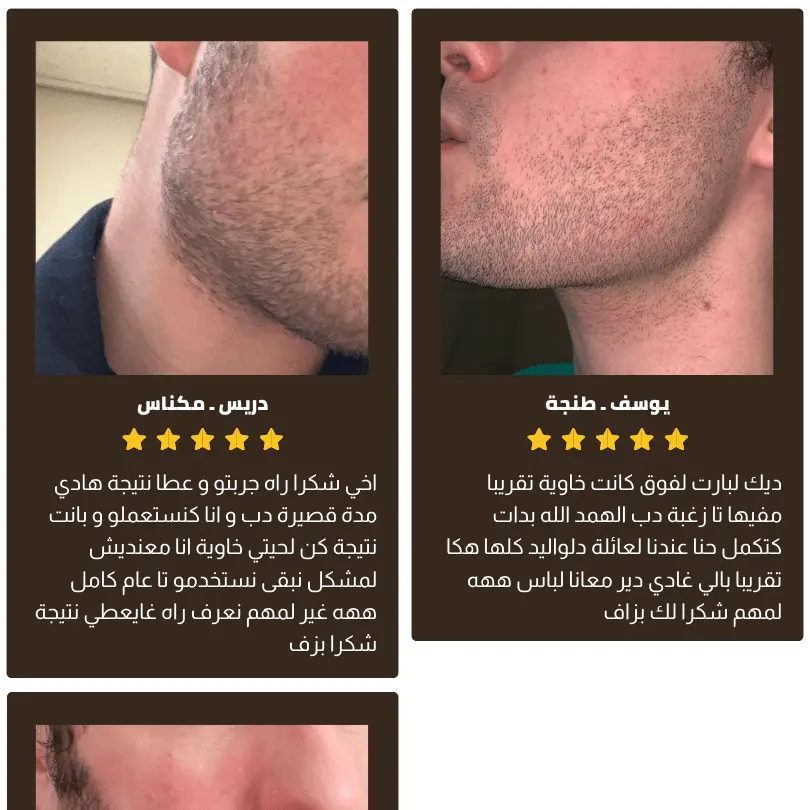 يوسف - طنجة
ديك لبارت لفوق كانت خاوية تقريبا
مفيها تا زغبة دب الهمد الله بدات
كتكمل حنا عندنا لعائلة دلواليد كلها هكا
تقريبا بالي غادي دير معانا لباس ههه
لمهم شكرا لك بزاف
دريس - مكناس
اخي شكرا راه جربتو و عطا نتيجة هادي
مدة قصيرة دب و انا كنستعملو و بانت
نتيجة كن لحيتي خاوية انا معنديش
لمشكل نبقى نستخدمو تا عام كامل
ههه غير لمهم نعرف راه غايعطي نتيجة
شكرا بزف